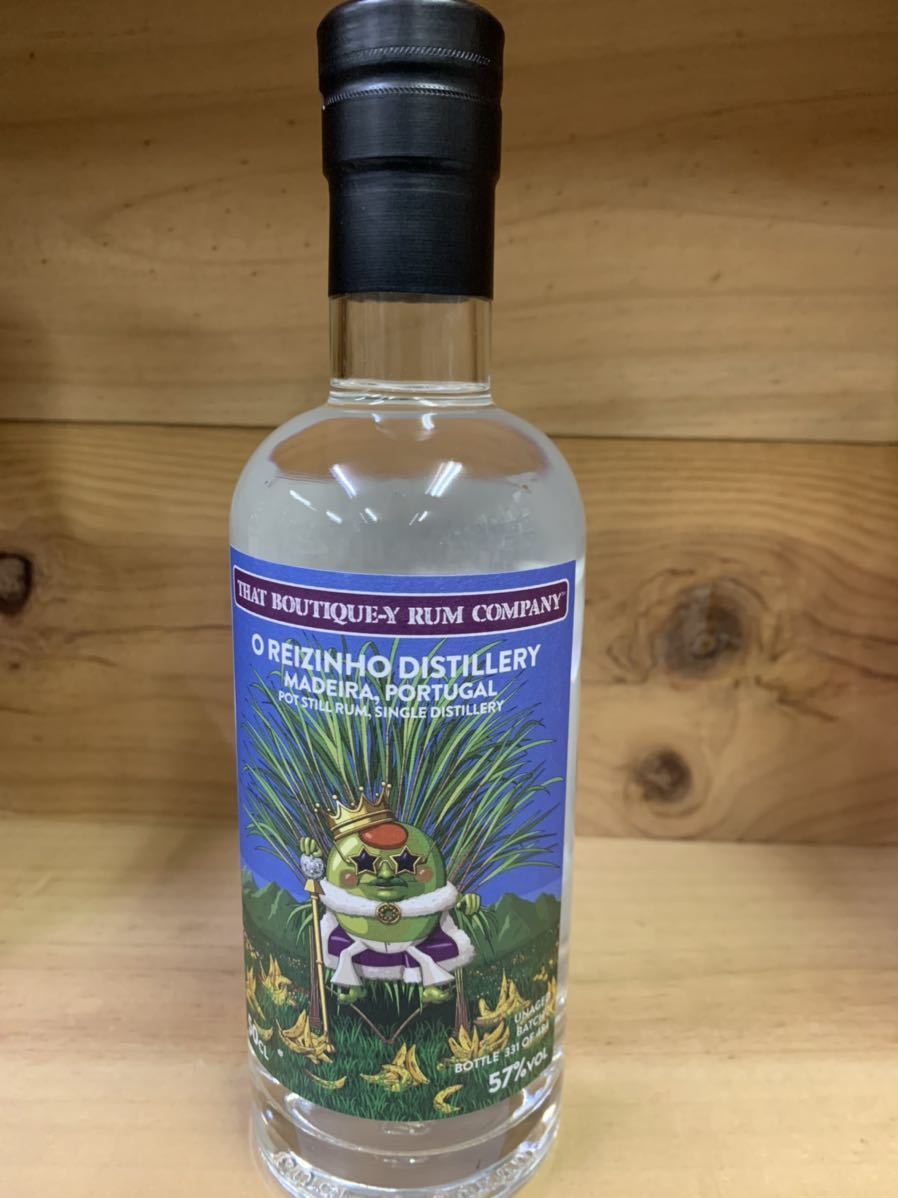 THAT BOUTIQUE-Y RUM COMPANY™
O REIZINHO DISTILLERY
MADEIRA, PORTUGAL
POT STILL RUM, SINGLE DISTILLERY
UNAGED
BATCH
BOTTLE 331 OF
57%VOL